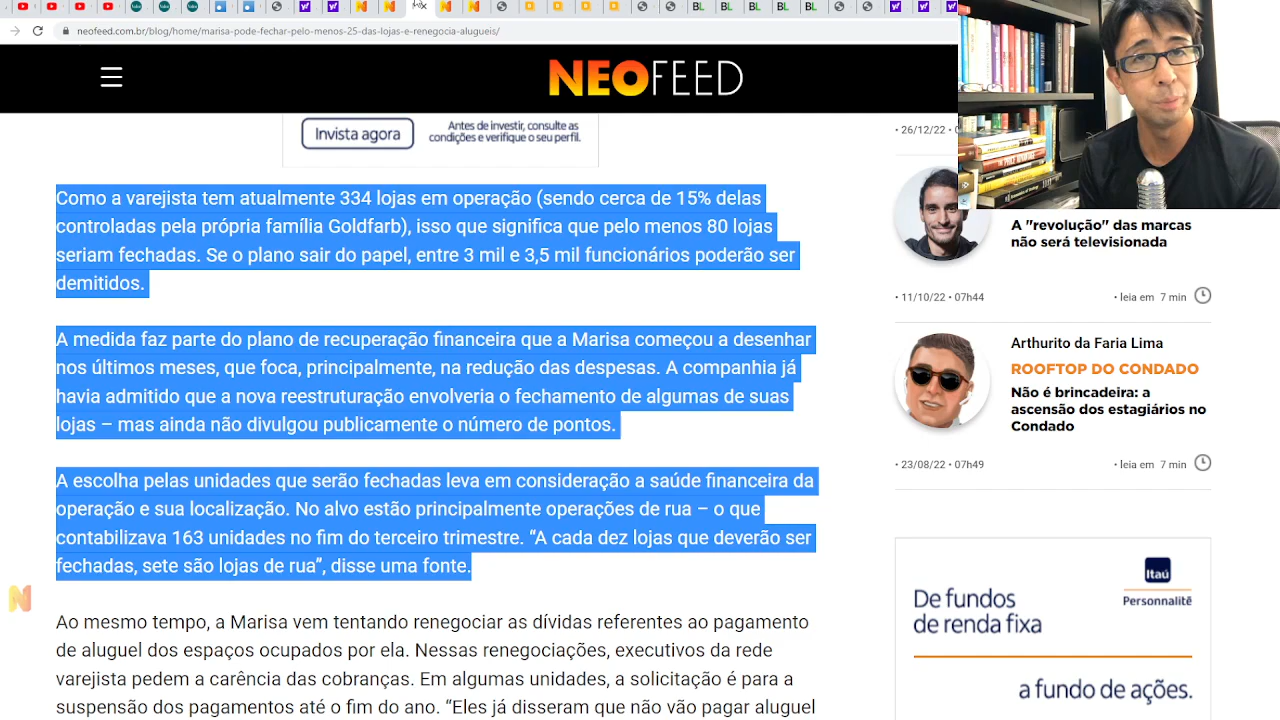 neofeed.com.br/blog/home/marisa-pode-fechar-pelo-menos-25-das-lojas-e-renegocia-alugueis/
NEOFEED
Invista agora
Antes de investir, consulte as
condições e verifique o seu perfil.
Como a varejista tem atualmente 334 lojas em operação (sendo cerca de 15% delas
controladas pela própria família Goldfarb), isso que significa que pelo menos 80 lojas
seriam fechadas. Se o plano sair do papel, entre 3 mil e 3,5 mil funcionários poderão ser
demitidos.
A medida faz parte do plano de recuperação financeira que a Marisa começou a desenhar
nos últimos meses, que foca, principalmente, na redução das despesas. A companhia já
havia admitido que a nova reestruturação envolveria o fechamento de algumas de suas
lojas – mas ainda não divulgou publicamente o número de pontos.
A escolha pelas unidades que serão fechadas leva em consideração a saúde financeira da
operação e sua localização. No alvo estão principalmente operações de rua – o que
contabilizava 163 unidades no fim do terceiro trimestre. “A cada dez lojas que deverão ser
fechadas, sete são lojas de rua”, disse uma fonte.
Ao mesmo tempo, a Marisa vem tentando renegociar as dívidas referentes ao pagamento
de aluguel dos espaços ocupados por ela. Nessas renegociações, executivos da rede
varejista pedem a carência das cobranças. Em algumas unidades, a solicitação é para a
suspensão dos pagamentos até o fim do ano. “Eles já disseram que não vão pagar aluguel
• 26/12/22 •
A "revolução" das marcas
não será televisionada
• 11/10/22 • 07h44
• leia em 7 min
Arthurito da Faria Lima
ROOFTOP DO CONDADO
Não é brincadeira: a
ascensão dos estagiários no
Condado
• 23/08/22 • 07h49
• leia em 7 min
Itaú
Personnalité
De fundos
de renda fixa
a fundo de ações.